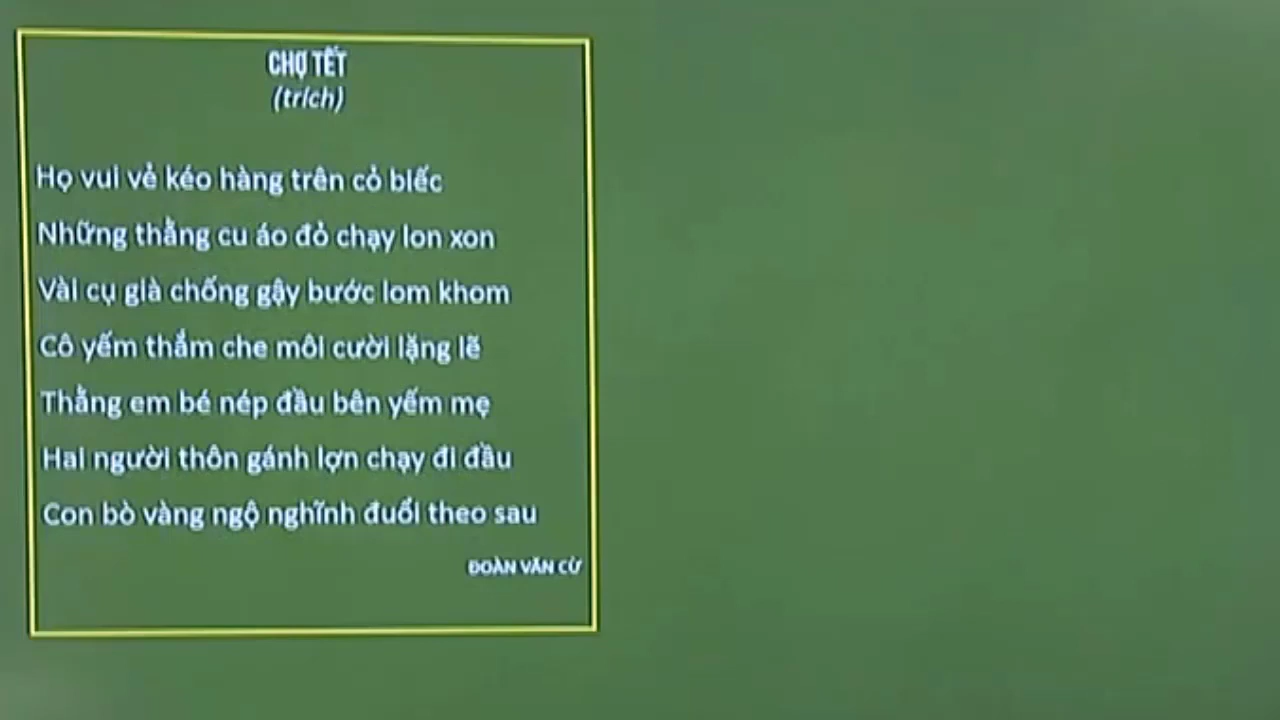 CHỢ TẾT
(trích)
Họ vui vẻ kéo hàng trên cỏ biếc
Những thằng cu áo đỏ chạy lon xon
Vài cụ già chống gậy bước lom khom
Cô yếm thắm che môi cười lặng lẽ
Thằng em bé nép đầu bên yếm mẹ
Hai người thôn gánh lợn chạy đi đầu
Con bò vàng ngộ nghĩnh đuổi theo sau
ĐOÀN VĂN CỪ